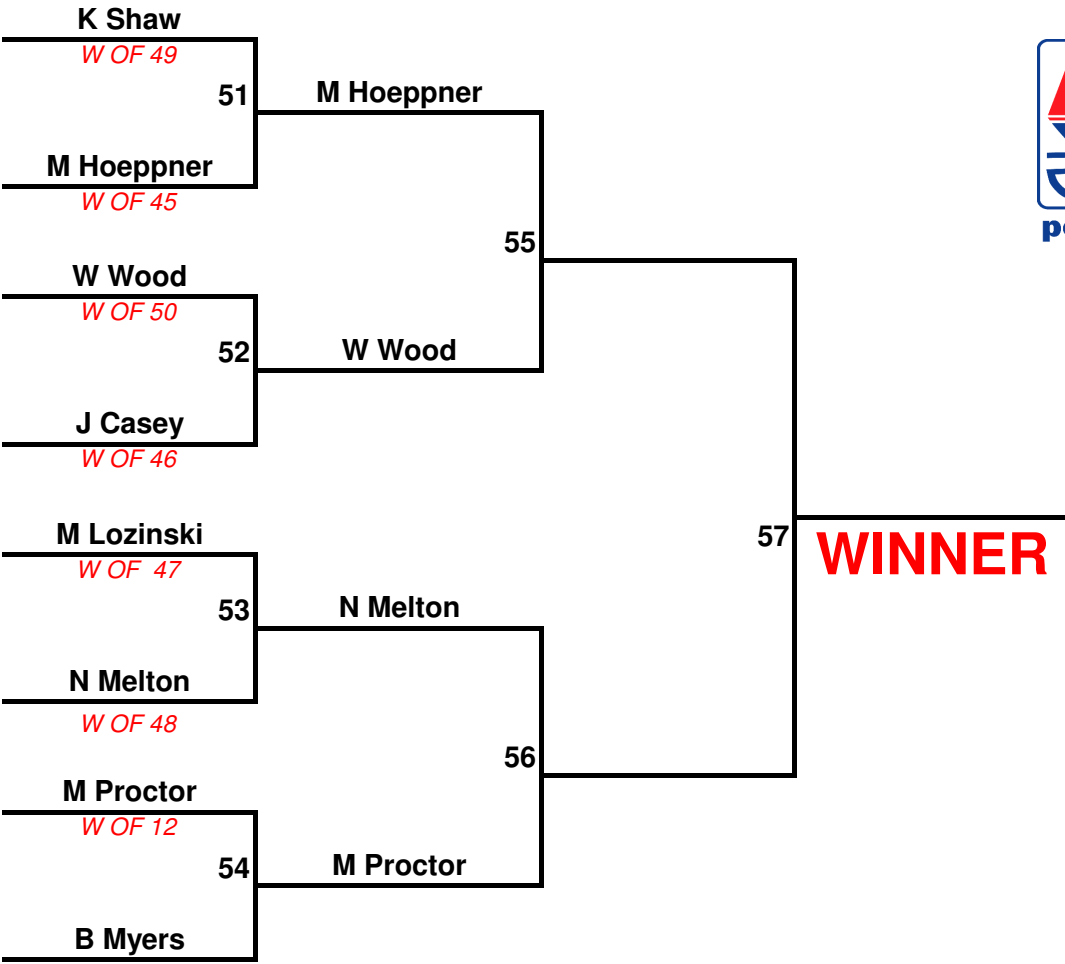 K Shaw
W OF 49
51
M Hoeppner
M Hoeppner
W OF 45
55
W Wood
W OF 50
52
W Wood
J Casey
W OF 46
57
WINNER
M Lozinski
W OF 47
53
N Melton
N Melton
W OF 48
56
M Proctor
W OF 12
54
M Proctor
B Myers